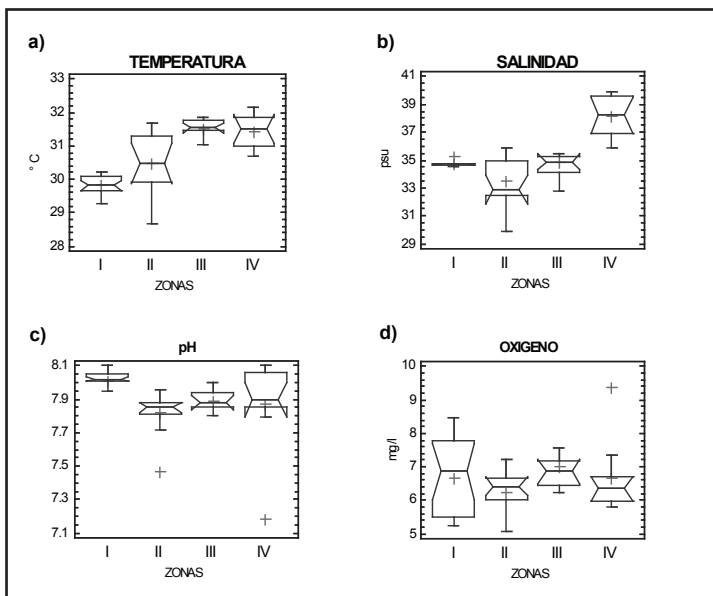 a)
TEMPERATURA
33
32
31
30
29
28
° C
I II III IV
ZONAS
b)
SALINIDAD
41
39
37
35
33
31
29
psu
I II III IV
ZONAS
c)
pH
8.1
7.9
7.7
7.5
7.3
7.1
I II III IV
ZONAS
d)
OXIGENO
10
9
8
7
6
5
mg/l
I II III IV
ZONAS